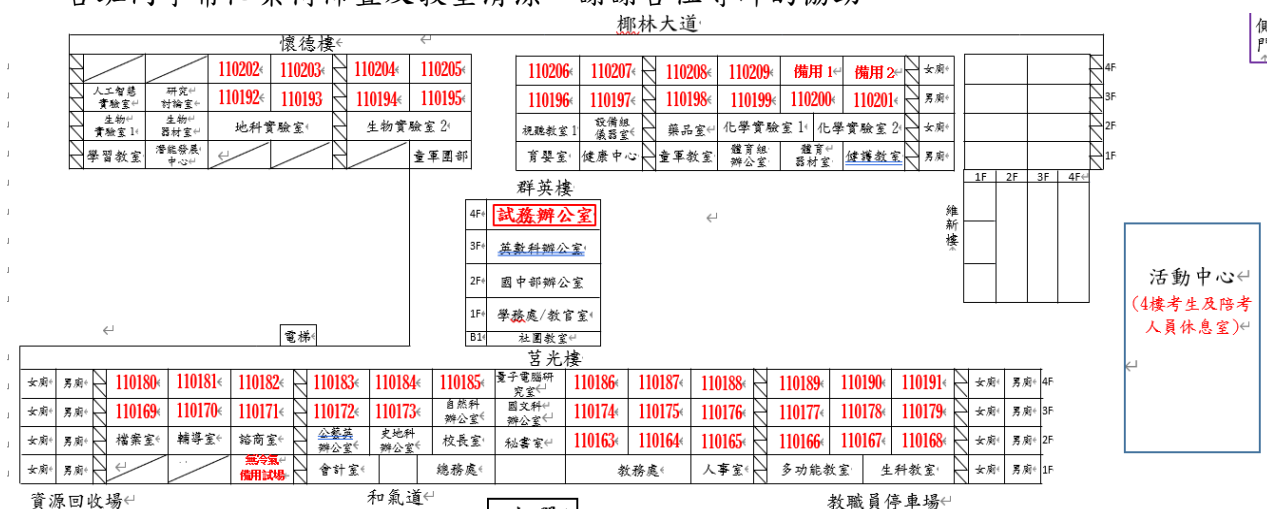 椰林大道
側門
懷德樓
110202 110203 110204 110205 110206 110207 110208 110209 備用 1 備用 2 女廁 4F
人工智慧實驗室 研究討論室 110192 110193 110194 110195 110196 110197 110198 110199 110200 110201 男廁 3F
生物實驗室 1 生物器材室 地科實驗室 生物實驗室 2 視聽教室 1 設備組儀器室 藥品室 化學實驗室 1 化學實驗室 2 女廁 2F
學習教室 潛能發展中心 童軍團部 育嬰室 健康中心 童軍教室 體育組辦公室 體育器材室 健護教室 男廁 1F
群英樓
1F 2F 3F 4F
維新樓
4F 試務辦公室
3F 英數科辦公室
2F 國中部辦公室
1F 學務處/教官室
B1 社團教室
活動中心
(4樓考生及陪考
人員休息室)
電梯
莒光樓
女廁 男廁 110180 110181 110182 110183 110184 110185 量子電腦研究室 110186 110187 110188 110189 110190 110191 女廁 男廁 4F
女廁 男廁 110169 110170 110171 110172 110173 自然科辦公室 國文科辦公室 110174 110175 110176 110177 110178 110179 女廁 男廁 3F
女廁 男廁 檔案室 輔導室 諮商室 公藝英辦公室 史地科辦公室 校長室 秘書室 110163 110164 110165 110166 110167 110168 女廁 男廁 2F
女廁 男廁 無冷氣備用試場 會計室 總務處 教務處 人事室 多功能教室 生科教室 女廁 男廁 1F
資源回收場 和氣道 教職員停車場